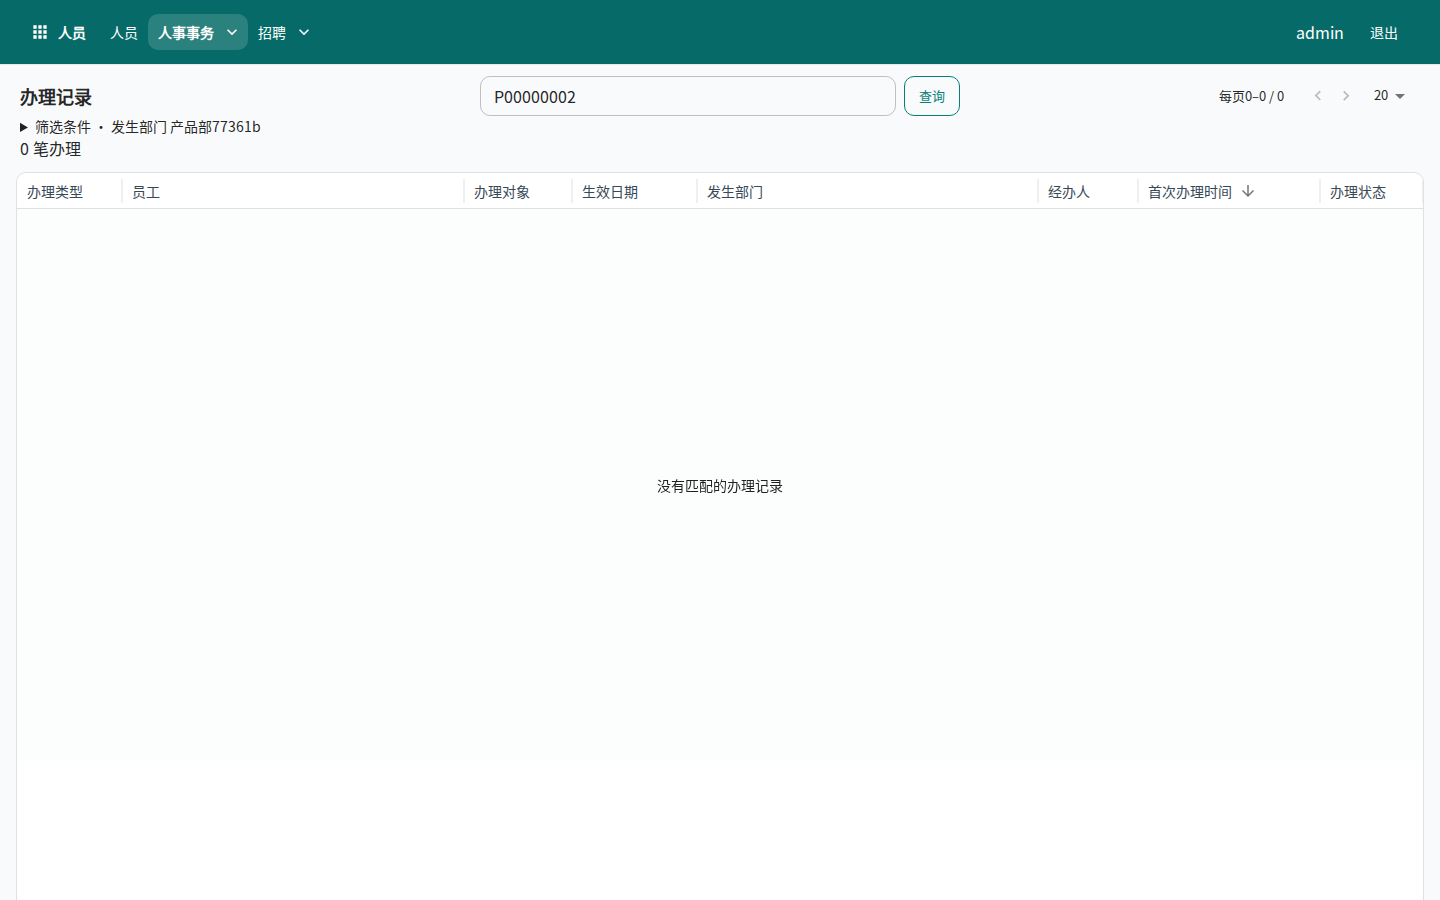 人员 人员 人事事务 招聘 admin 退出
办理记录 P00000002 查询 每页0–0 / 0 20
筛选条件 · 发生部门 产品部77361b
0 笔办理
办理类型 员工 办理对象 生效日期 发生部门 经办人 首次办理时间 办理状态
没有匹配的办理记录